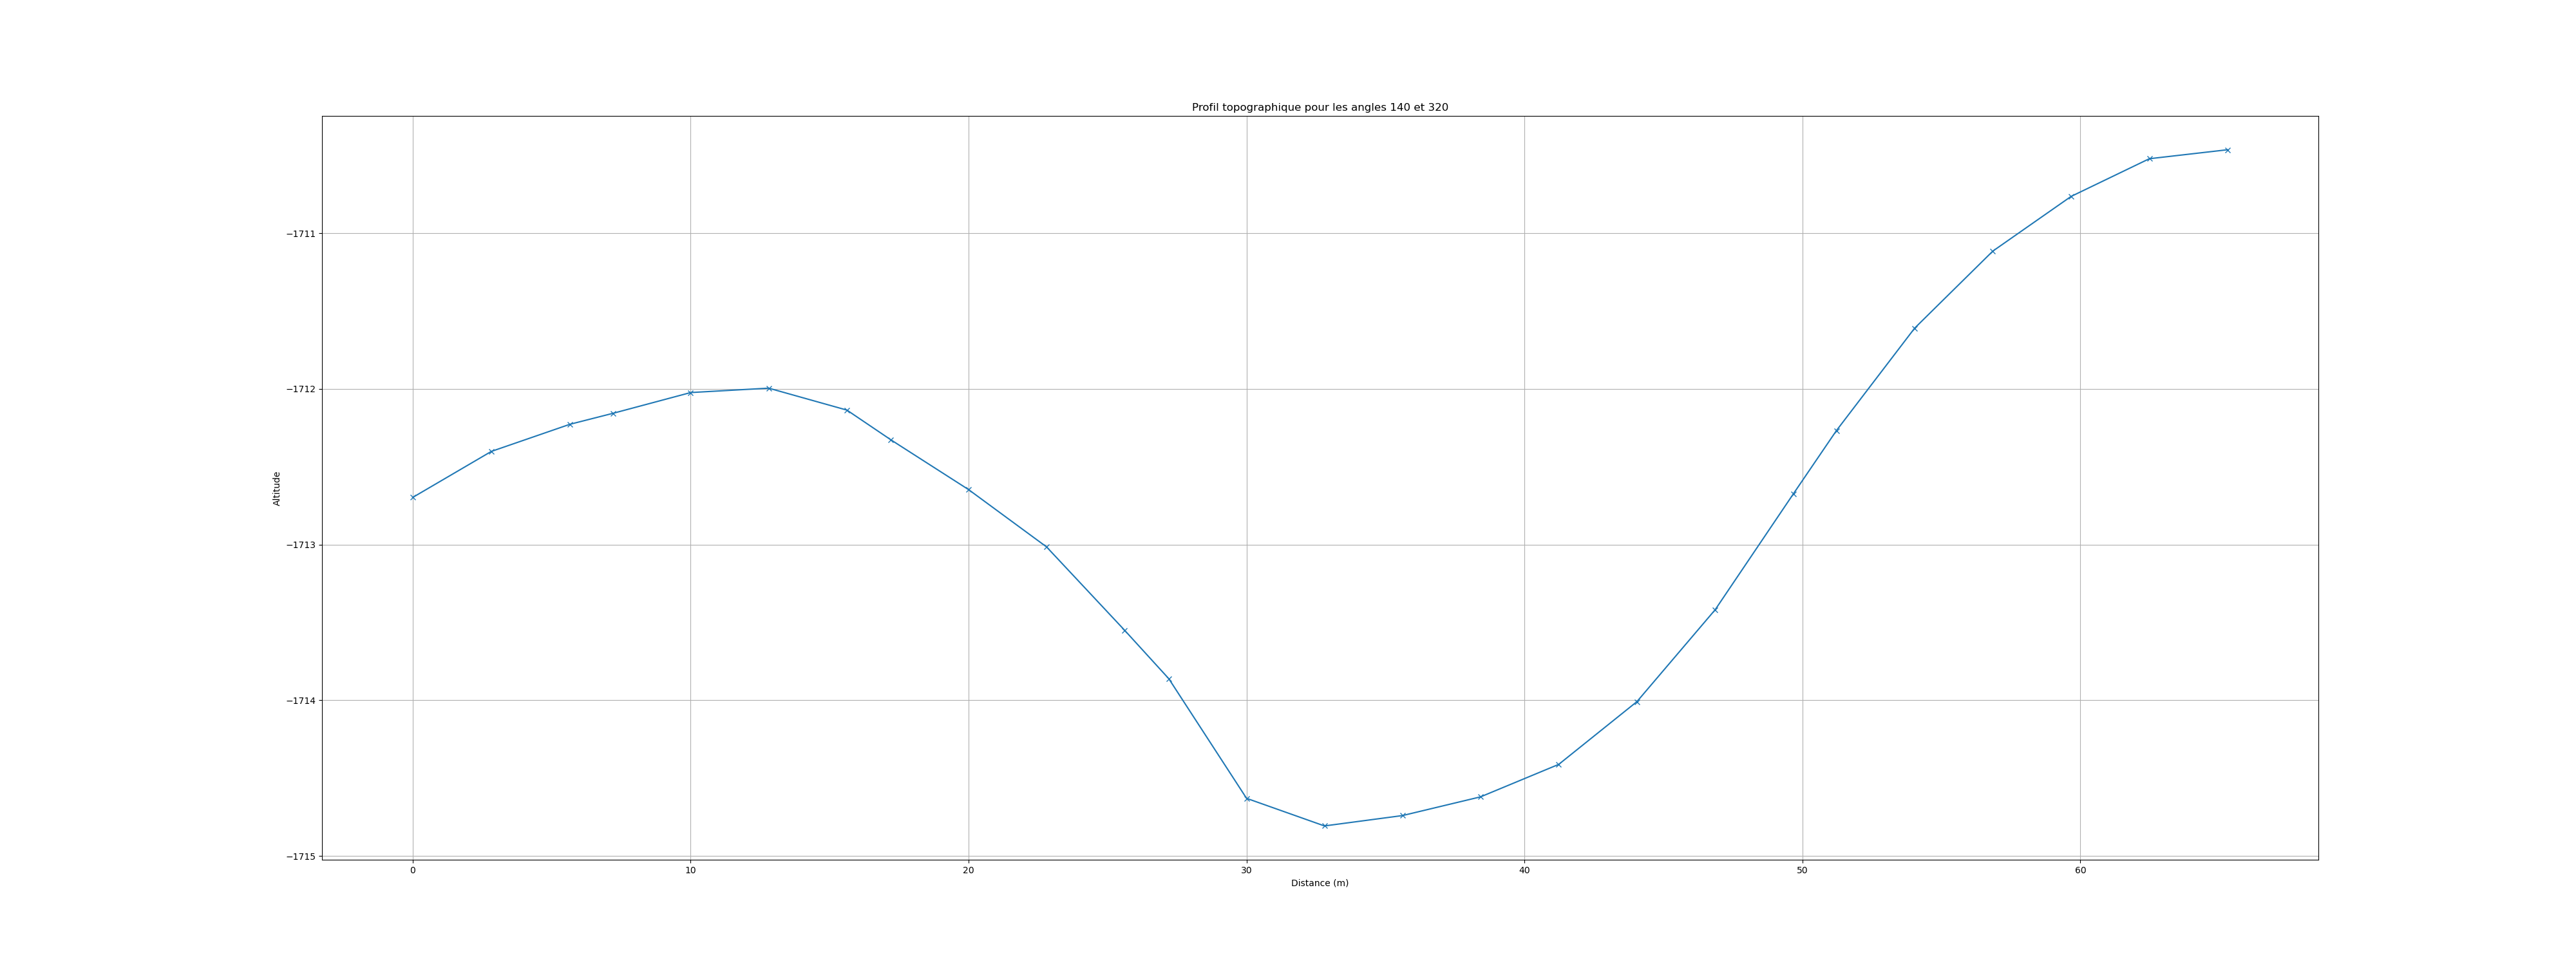 Profil topographique pour les angles 140 et 320
−1711
−1712
−1713
−1714
−1715
Altitude
0 10 20 30 40 50 60
Distance (m)